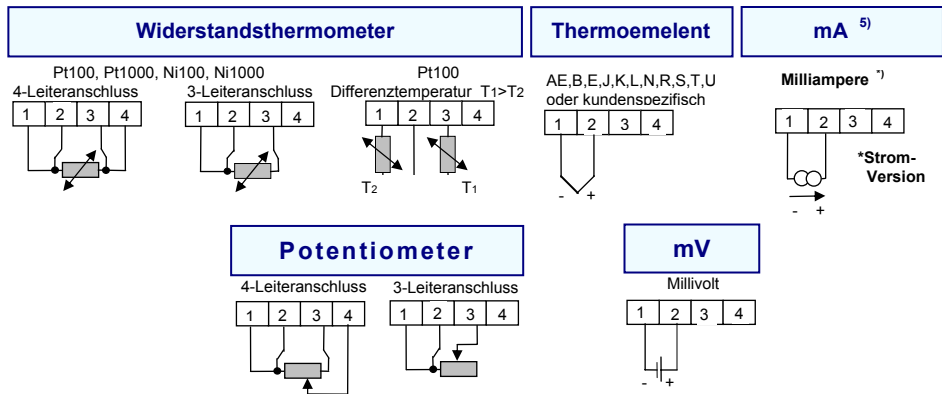 Widerstandsthermometer
Thermoemelent
mA 5)
Pt100, Pt1000, Ni100, Ni1000
4-Leiteranschluss
3-Leiteranschluss
1 2 3 4
1 2 3 4
Pt100
Differenztemperatur T1>T2
1 2 3 4
T2
T1
AE,B,E,J,K,L,N,R,S,T,U
oder kundenspezifisch
1 2 3 4
- +
Milliampere *)
1 2 3 4
*Strom-
Version
- +
Potentiometer
mV
4-Leiteranschluss
3-Leiteranschluss
1 2 3 4
1 2 3 4
Millivolt
1 2 3 4
- +